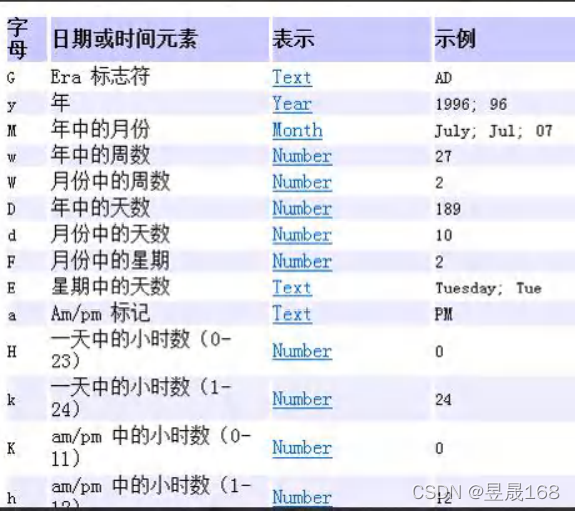 字母 日期或时间元素 表示 示例
G Era 标志符 Text AD
y 年 Year 1996; 96
M 年中的月份 Month July; Jul; 07
w 年中的周数 Number 27
W 月份中的周数 Number 2
D 年中的天数 Number 189
d 月份中的天数 Number 10
F 月份中的星期 Number 2
E 星期中的天数 Text Tuesday; Tue
a Am/pm 标记 Text PM
H 一天中的小时数（0-
23） Number 0
k 一天中的小时数（1-
24） Number 24
K am/pm 中的小时数（0-
11） Number 0
h am/pm 中的小时数（1-
12） Number 12
CSDN @昱晟168